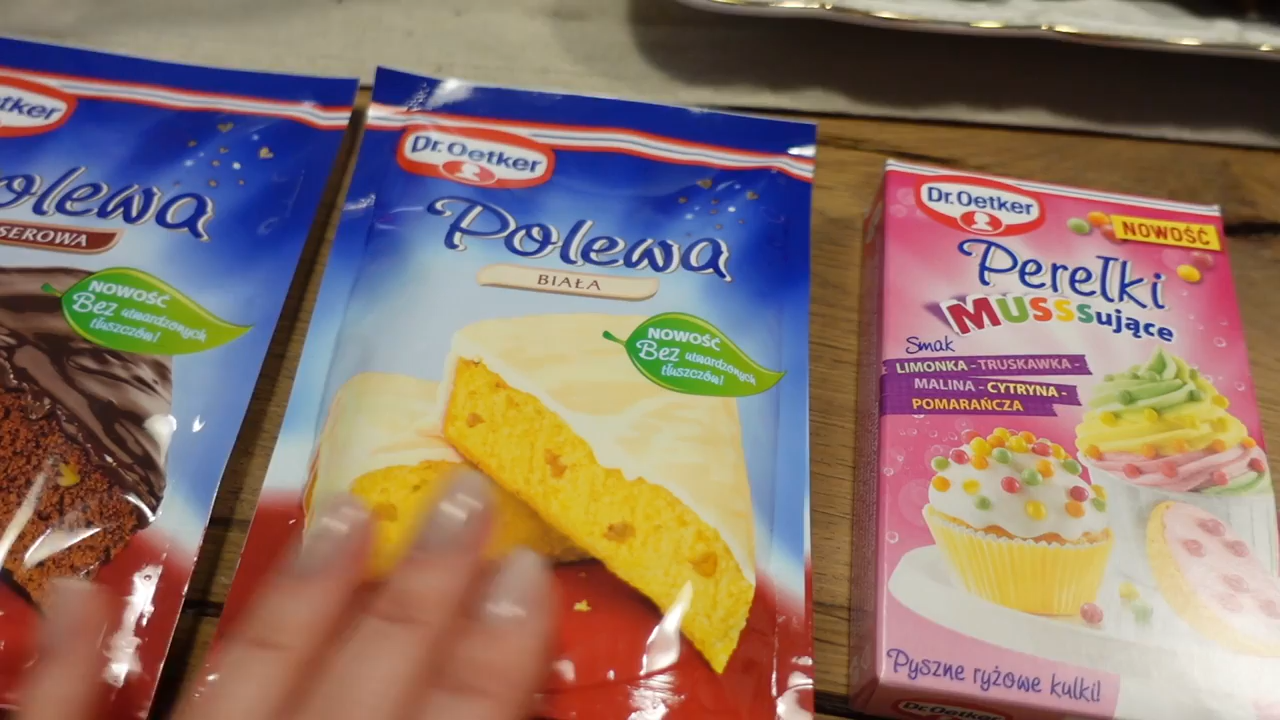 etker
olewa
SEROWA
NOWOŚĆ
Bez utwardzonych
tłuszczów!
Dr. Oetker
Polewa
BIAŁA
NOWOŚĆ
Bez utwardzonych
tłuszczów!
Dr. Oetker
NOWOŚĆ
Perełki
MUSSSujące
Smak
LIMONKA - TRUSKAWKA -
MALINA - CYTRYNA -
POMARAŃCZA
Pyszne ryżowe kulki!
Dr. Oetker